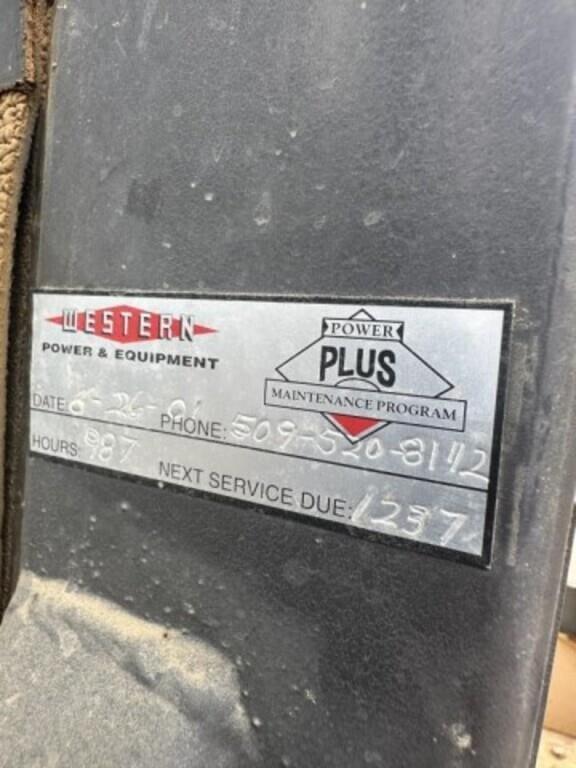 WESTERN
POWER & EQUIPMENT
POWER
PLUS
MAINTENANCE PROGRAM
DATE: 6-26-01 PHONE: 509-520-8142
HOURS: 987 NEXT SERVICE DUE: 1237